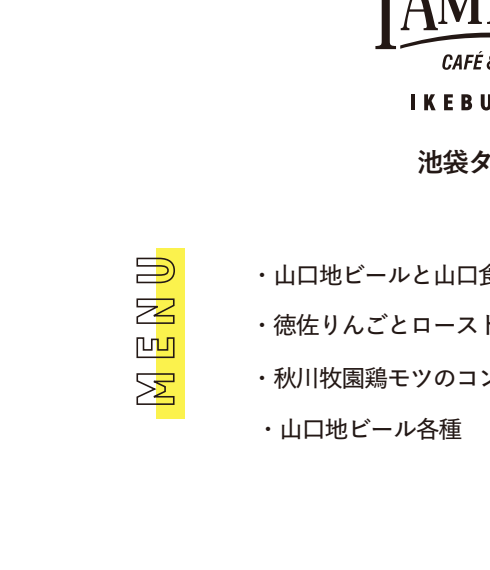 CAFÉ
池袋
MENU
・山口地ビールと山口食
・徳佐りんごとロースト
・秋川牧園鶏モツのコン
・山口地ビール各種